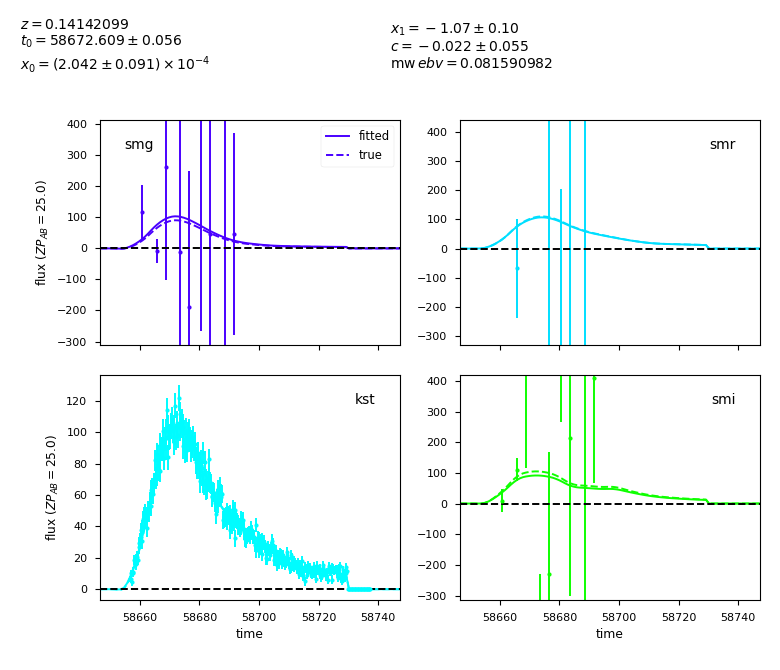 z = 0.14142099
t₀ = 58672.609 ± 0.056
x₀ = (2.042 ± 0.091) × 10⁻⁴
x₁ = −1.07 ± 0.10
c = −0.022 ± 0.055
mw ebv = 0.081590982
400
300
200
100
0
−100
−200
−300
flux (ZP_AB = 25.0)
smg
fitted
true
400
300
200
100
0
−100
−200
−300
smr
120
100
80
60
40
20
0
flux (ZP_AB = 25.0)
kst
58660
58680
58700
58720
58740
time
400
300
200
100
0
−100
−200
−300
smi
58660
58680
58700
58720
58740
time